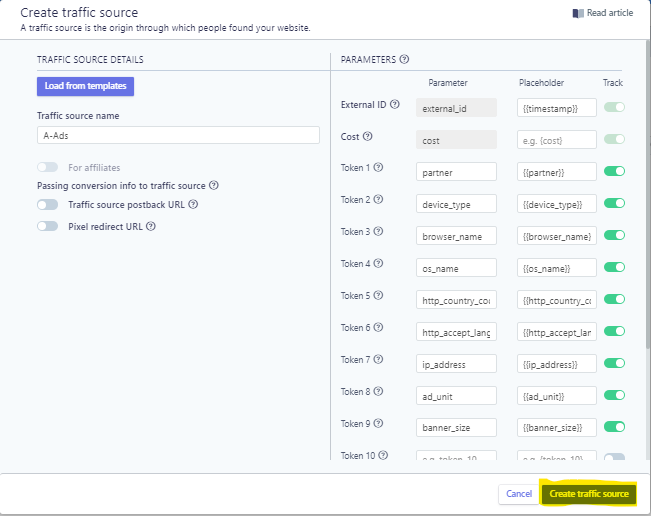 Create traffic source
Read article
A traffic source is the origin through which people found your website.
TRAFFIC SOURCE DETAILS
Load from templates
Traffic source name
A-Ads
For affiliates
Passing conversion info to traffic source
Traffic source postback URL
Pixel redirect URL
PARAMETERS
Parameter Placeholder Track
External ID external_id {{timestamp}}
Cost cost e.g. {cost}
Token 1 partner {{partner}}
Token 2 device_type {{device_type}}
Token 3 browser_name {{browser_name}
Token 4 os_name {{os_name}}
Token 5 http_country_co {{http_country_c
Token 6 http_accept_lang {{http_accept_lan
Token 7 ip_address {{ip_address}}
Token 8 ad_unit {{ad_unit}}
Token 9 banner_size {{banner_size}}
Token 10 e.g. token_10 e.g. {token_10}
Cancel
Create traffic source